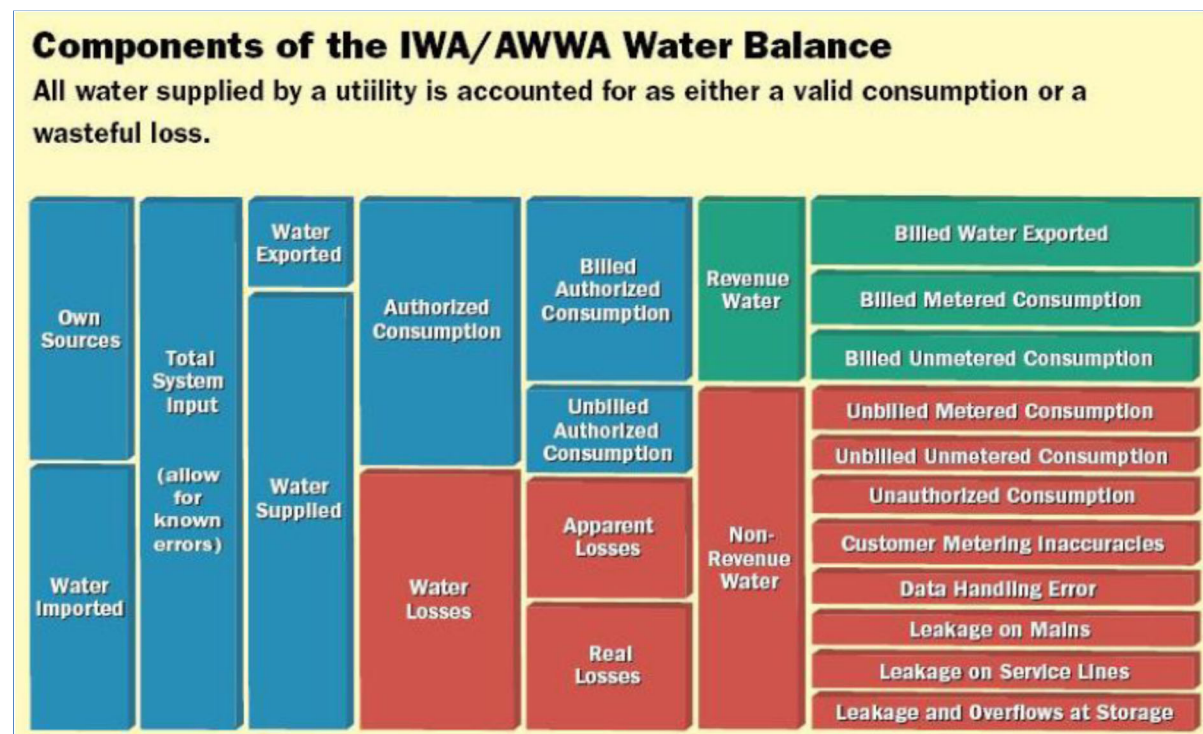 Components of the IWA/AWWA Water Balance
All water supplied by a utiility is accounted for as either a valid consumption or a
wasteful loss.
Own
Sources
Water
Imported
Total
System
Input
(allow
for
known
errors)
Water
Exported
Water
Supplied
Authorized
Consumption
Water
Losses
Billed
Authorized
Consumption
Unbilled
Authorized
Consumption
Apparent
Losses
Real
Losses
Revenue
Water
Non-
Revenue
Water
Billed Water Exported
Billed Metered Consumption
Billed Unmetered Consumption
Unbilled Metered Consumption
Unbilled Unmetered Consumption
Unauthorized Consumption
Customer Metering Inaccuracies
Data Handling Error
Leakage on Mains
Leakage on Service Lines
Leakage and Overflows at Storage